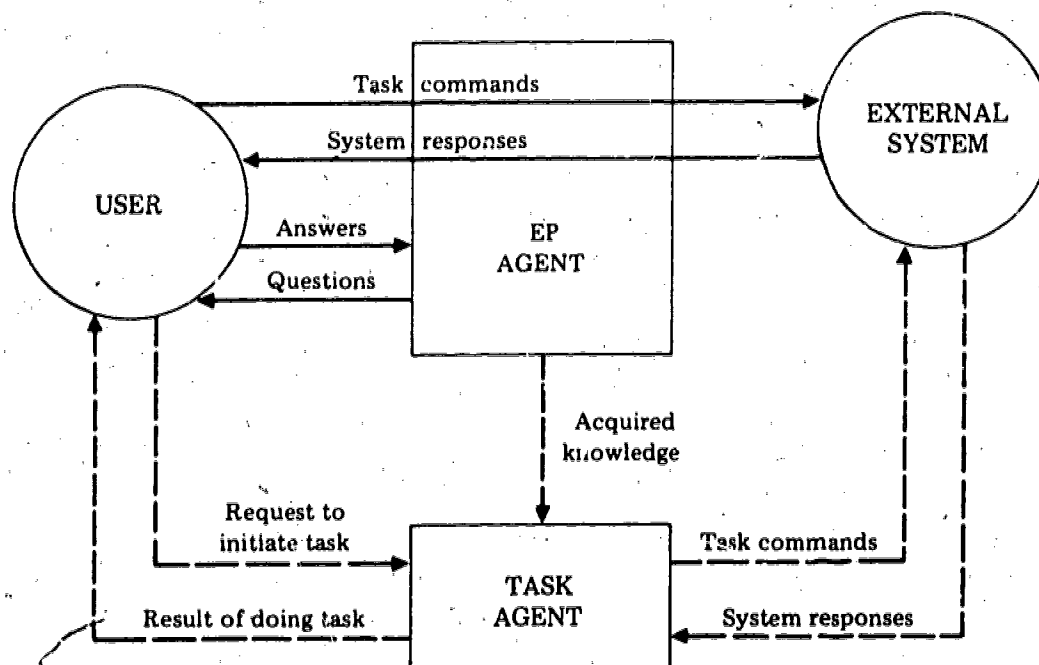 Task commands
EXTERNAL
SYSTEM
System responses
USER
Answers
EP
AGENT
Questions
Acquired
knowledge
Request to
initiate task
Task commands
TASK
AGENT
Result of doing task
System responses